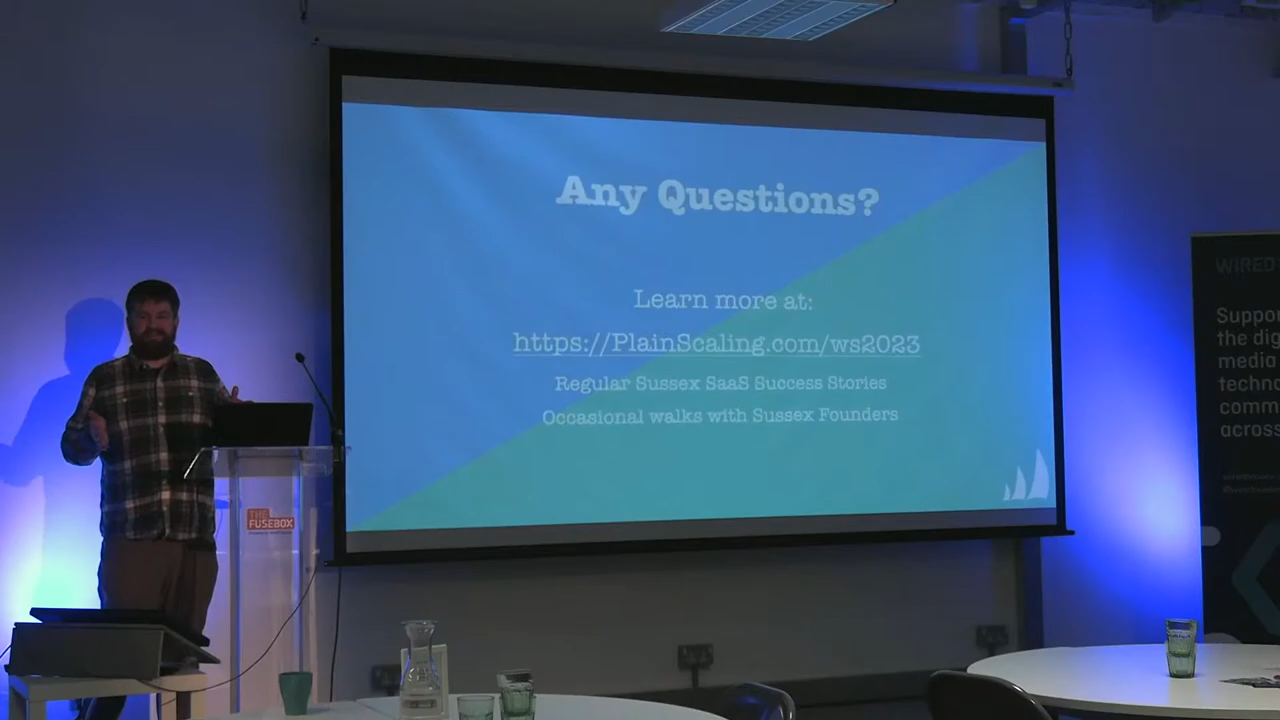 Any Questions?
Learn more at:
https://PlainScaling.com/ws2023
Regular Sussex SaaS Success Stories
Occasional walks with Sussex Founders
THE
FUSEBOX
WIRED
Suppo
the dig
media
techno
comm
across